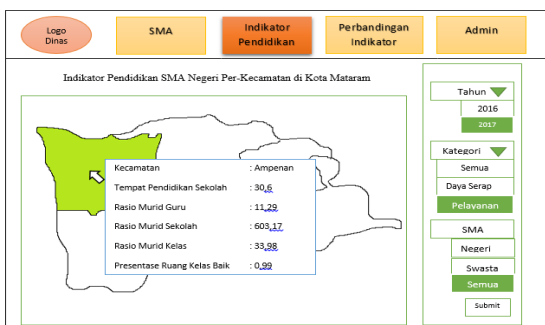 Logo
Dinas
SMA
Indikator
Pendidikan
Perbandingan
Indikator
Admin
Indikator Pendidikan SMA Negeri Per-Kecamatan di Kota Mataram
Kecamatan : Ampenan
Tempat Pendidikan Sekolah : 30,6
Rasio Murid Guru : 11,29
Rasio Murid Sekolah : 603,17
Rasio Murid Kelas : 33,98
Presentase Ruang Kelas Baik : 0,99
Tahun
2016
2017
Kategori
Semua
Daya Serap
Pelayanan
SMA
Negeri
Swasta
Semua
Submit